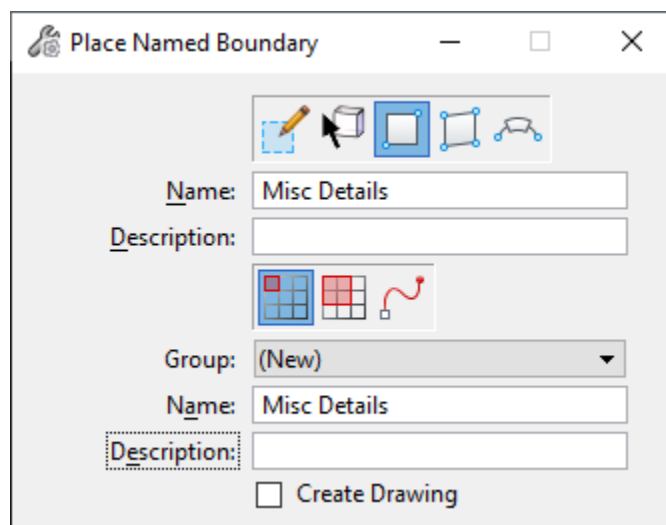 Place Named Boundary
Name: Misc Details
Description:
Group: (New)
Name: Misc Details
Description:
Create Drawing